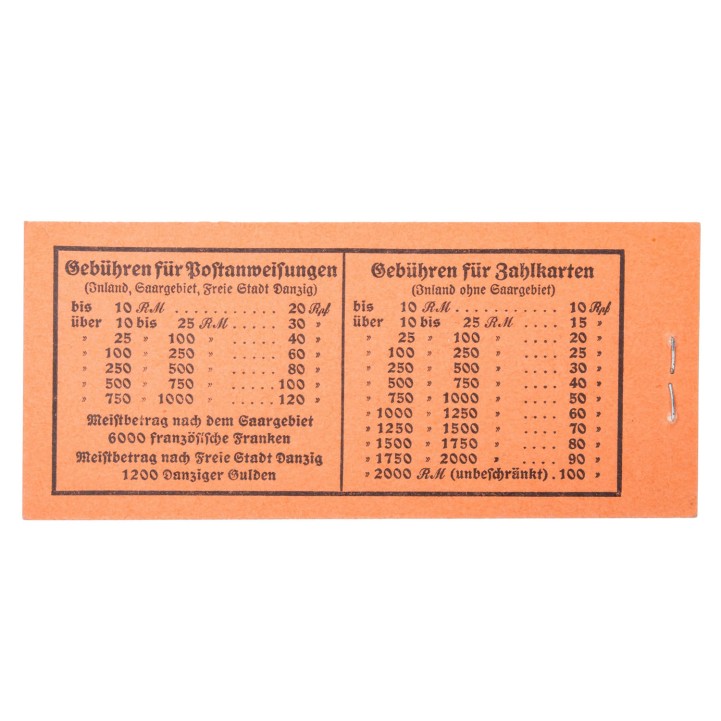 Gebühren für Postanweisungen
(Inland, Saargebiet, Freie Stadt Danzig)
bis 10 RM . . . . . . . . . . . 20 Rpf
über 10 bis 25 RM . . . . . 30 „
„ 25 „ 100 „ . . . . . 40 „
„ 100 „ 250 „ . . . . . 60 „
„ 250 „ 500 „ . . . . . 80 „
„ 500 „ 750 „ . . . . . 100 „
„ 750 „ 1000 „ . . . . . 120 „
Meistbetrag nach dem Saargebiet
6000 französische Franken
Meistbetrag nach Freie Stadt Danzig
1200 Danziger Gulden
Gebühren für Zahlkarten
(Inland ohne Saargebiet)
bis 10 RM . . . . . . . . . . . 10 Rpf
über 10 bis 25 RM . . . . 15 „
„ 25 „ 100 „ . . . . 20 „
„ 100 „ 250 „ . . . . 25 „
„ 250 „ 500 „ . . . . 30 „
„ 500 „ 750 „ . . . . 40 „
„ 750 „ 1000 „ . . . . 50 „
„ 1000 „ 1250 „ . . . . 60 „
„ 1250 „ 1500 „ . . . . 70 „
„ 1500 „ 1750 „ . . . . 80 „
„ 1750 „ 2000 „ . . . . 90 „
„ 2000 RM (unbeschränkt) . 100 „